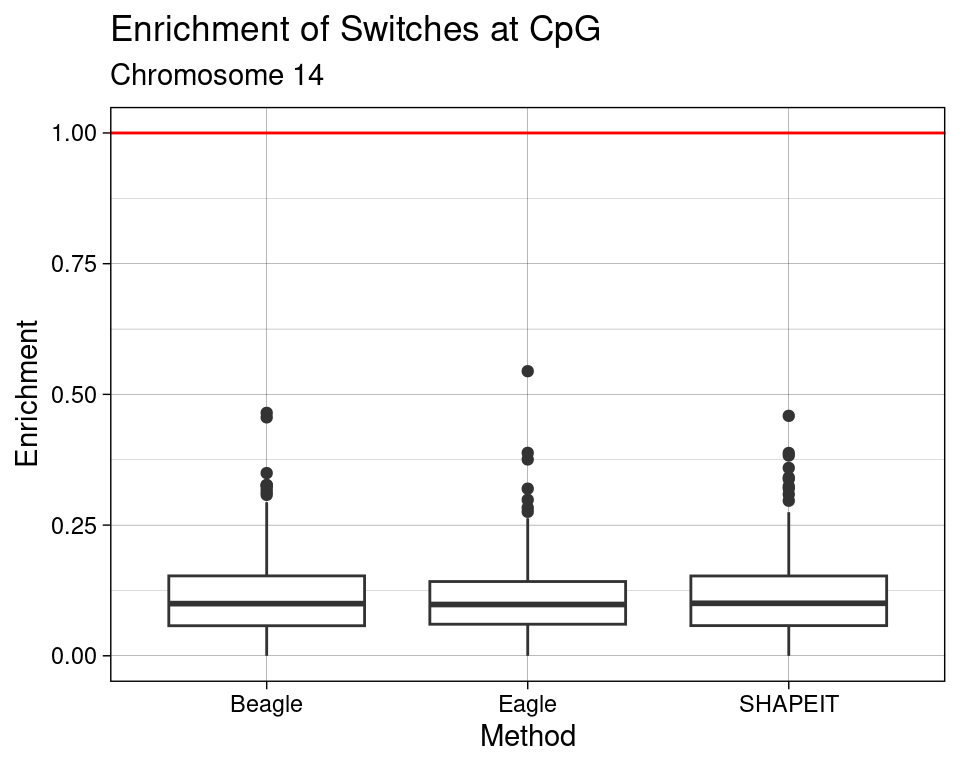 Enrichment of Switches at CpG
Chromosome 14
Enrichment
1.00
0.75
0.50
0.25
0.00
Beagle Eagle SHAPEIT
Method